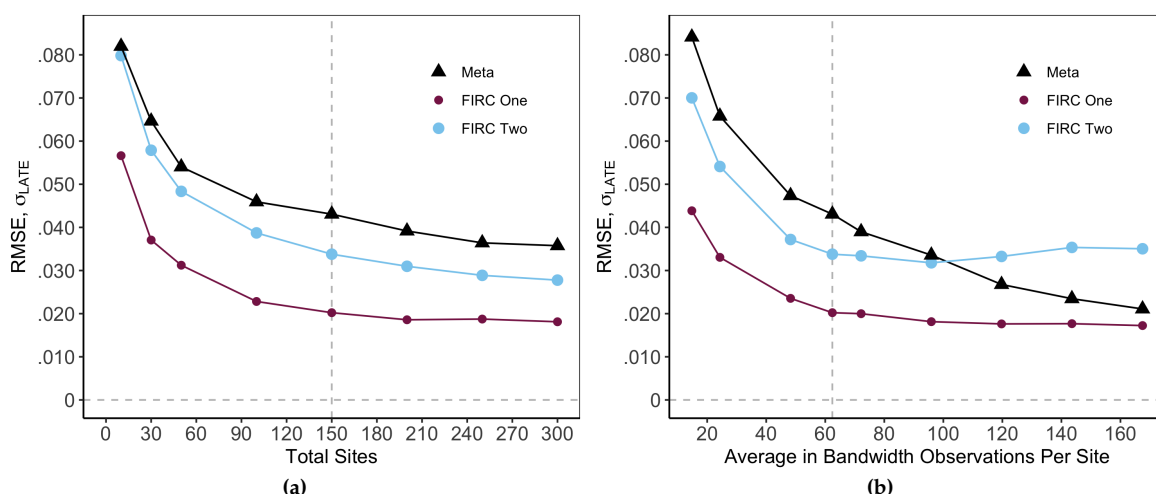 RMSE, σLATE
.080
.070
.060
.050
.040
.030
.020
.010
0
Meta
FIRC One
FIRC Two
0 30 60 90 120 150 180 210 240 270 300
Total Sites
(a)
RMSE, σLATE
.080
.070
.060
.050
.040
.030
.020
.010
0
Meta
FIRC One
FIRC Two
20 40 60 80 100 120 140 160
Average in Bandwidth Observations Per Site
(b)